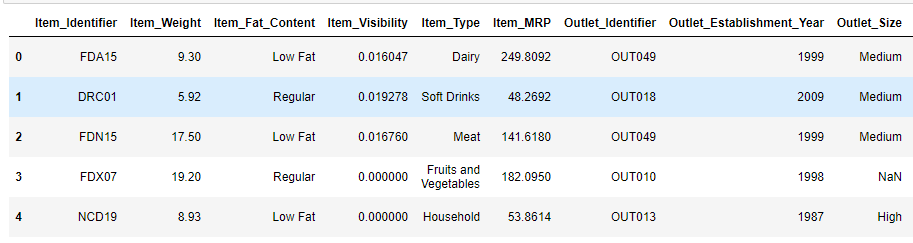 Item_Identifier Item_Weight Item_Fat_Content Item_Visibility Item_Type Item_MRP Outlet_Identifier Outlet_Establishment_Year Outlet_Size
0 FDA15 9.30 Low Fat 0.016047 Dairy 249.8092 OUT049 1999 Medium
1 DRC01 5.92 Regular 0.019278 Soft Drinks 48.2692 OUT018 2009 Medium
2 FDN15 17.50 Low Fat 0.016760 Meat 141.6180 OUT049 1999 Medium
3 FDX07 19.20 Regular 0.000000 Fruits and Vegetables 182.0950 OUT010 1998 NaN
4 NCD19 8.93 Low Fat 0.000000 Household 53.8614 OUT013 1987 High